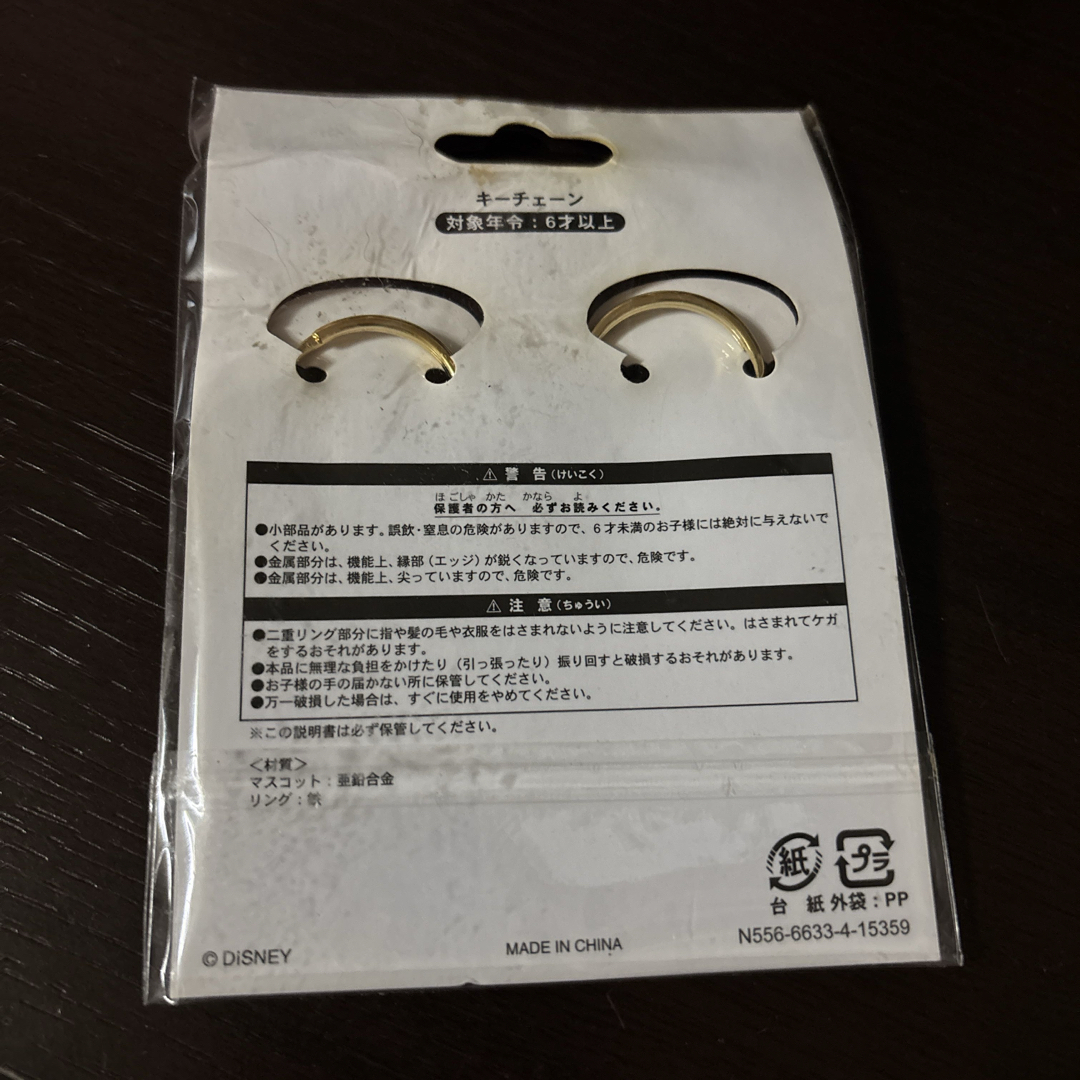 キーチェーン
対象年令：6才以上
⚠ 警 告（けいこく）
ほごしゃ かた かなら よ
保護者の方へ 必ずお読みください。
●小部品があります。誤飲・窒息の危険がありますので、６才未満のお子様には絶対に与えないで
ください。
●金属部分は、機能上、縁部（エッジ）が鋭くなっていますので、危険です。
●金属部分は、機能上、尖っていますので、危険です。
⚠ 注 意（ちゅうい）
●二重リング部分に指や髪の毛や衣服をはさまれないように注意してください。はさまれてケガ
をするおそれがあります。
●本品に無理な負担をかけたり（引っ張ったり）振り回すと破損するおそれがあります。
●お子様の手の届かない所に保管してください。
●万一破損した場合は、すぐに使用をやめてください。
※この説明書は必ず保管してください。
＜材質＞
マスコット：亜鉛合金
リング：鉄
紙 プラ
台 紙 外袋：PP
N556-6633-4-15359
MADE IN CHINA
© DiSNEY